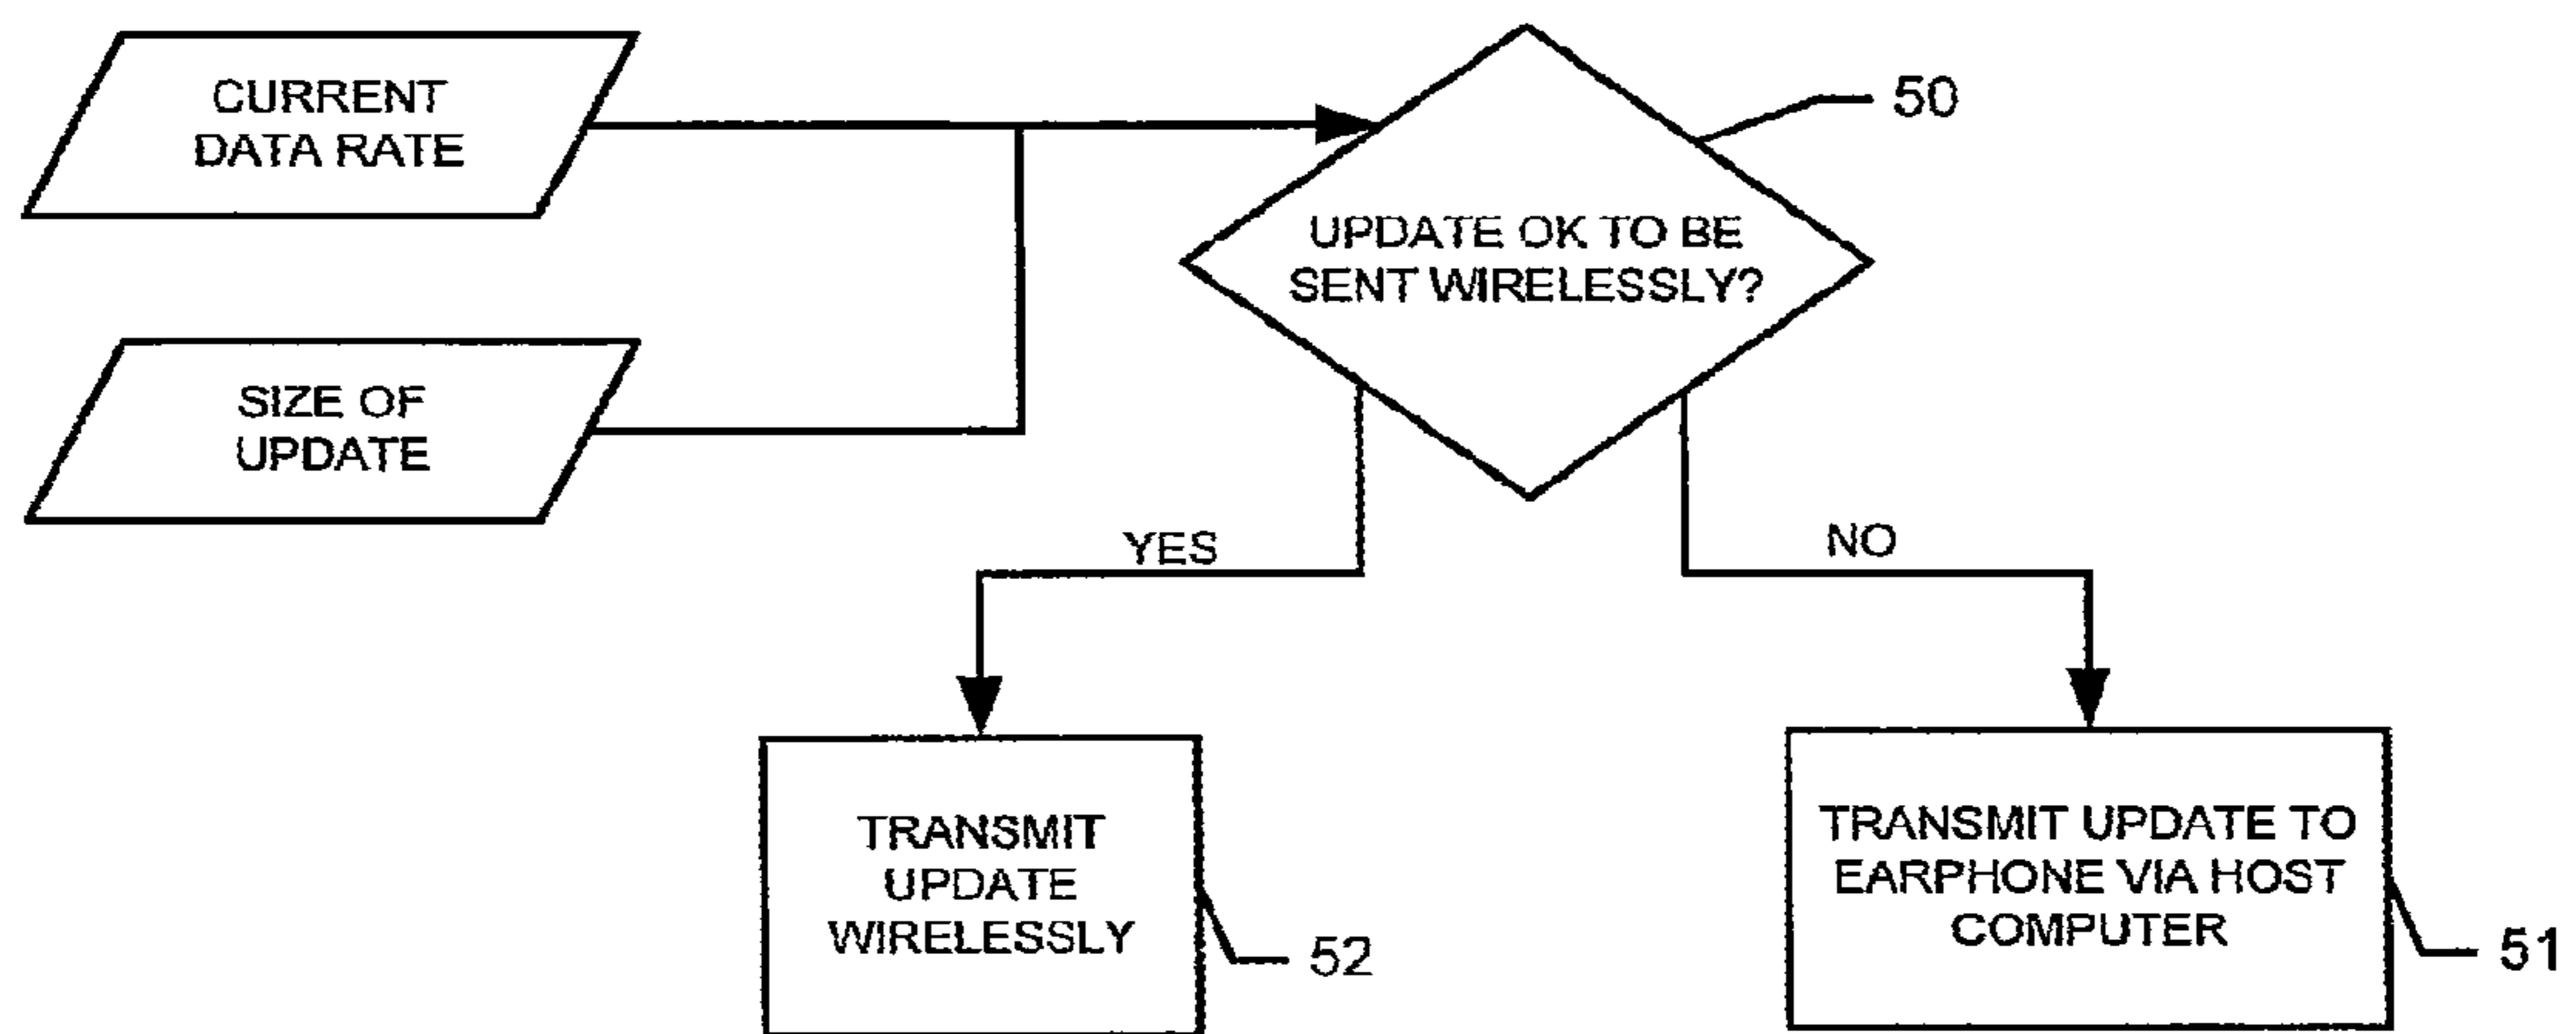 CURRENT
DATA RATE
50
UPDATE OK TO BE
SENT WIRELESSLY?
SIZE OF
UPDATE
YES
NO
TRANSMIT
UPDATE
WIRELESSLY
52
TRANSMIT UPDATE TO
EARPHONE VIA HOST
COMPUTER
51